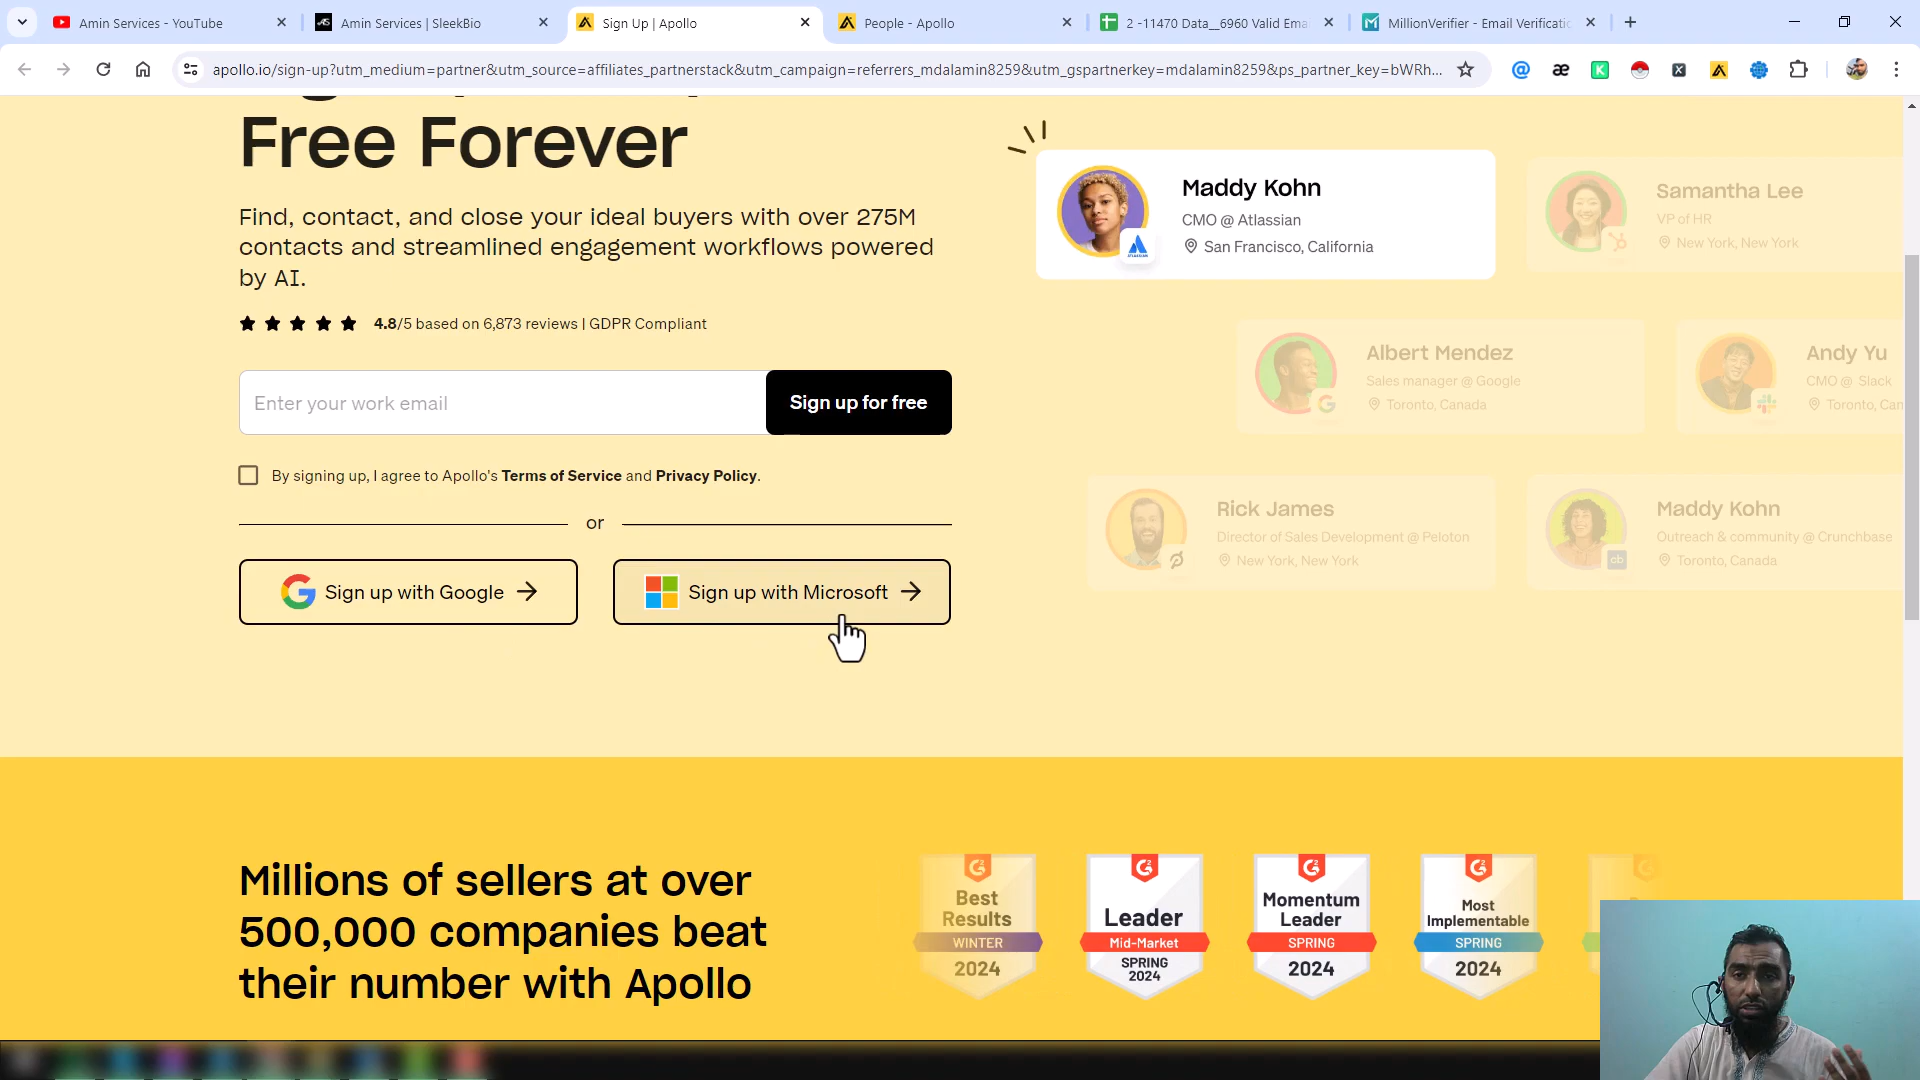 Amin Services - YouTube
Amin Services | SleekBio
Sign Up | Apollo
People - Apollo
2 -11470 Data__6960 Valid Ema
MillionVerifier - Email Verificatio
apollo.io/sign-up?utm_medium=partner&utm_source=affiliates_partnerstack&utm_campaign=referrers_mdalamin8259&utm_gspartnerkey=mdalamin8259&ps_partner_key=bWRh...
Free Forever
Find, contact, and close your ideal buyers with over 275M
contacts and streamlined engagement workflows powered
by AI.
4.8/5 based on 6,873 reviews | GDPR Compliant
Enter your work email
Sign up for free
By signing up, I agree to Apollo's Terms of Service and Privacy Policy.
or
Sign up with Google
Sign up with Microsoft
Maddy Kohn
CMO @ Atlassian
San Francisco, California
ATLASSIAN
Samantha Lee
VP of HR
New York, New York
Albert Mendez
Sales manager @ Google
Toronto, Canada
Andy Yu
CMO @ Slack
Toronto, Can
Rick James
Director of Sales Development @ Peloton
New York, New York
Maddy Kohn
Outreach & community @ Crunchbase
Toronto, Canada
cb
Millions of sellers at over
500,000 companies beat
their number with Apollo
Best
Results
WINTER
2024
Leader
Mid-Market
SPRING
2024
Momentum
Leader
SPRING
2024
Most
Implementable
SPRING
2024